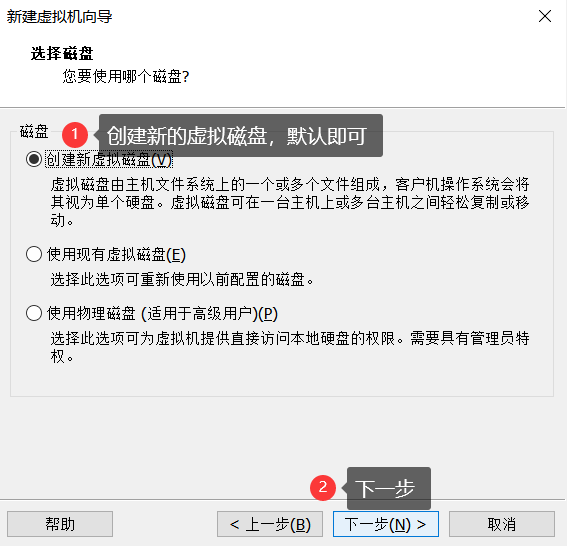 新建虚拟机向导
选择磁盘
您要使用哪个磁盘?
磁盘
1
创建新的虚拟磁盘，默认即可
创建新虚拟磁盘(V)
虚拟磁盘由主机文件系统上的一个或多个文件组成，客户机操作系统会将
其视为单个硬盘。虚拟磁盘可在一台主机上或多台主机之间轻松复制或移
动。
使用现有虚拟磁盘(E)
选择此选项可重新使用以前配置的磁盘。
使用物理磁盘 (适用于高级用户)(P)
选择此选项可为虚拟机提供直接访问本地硬盘的权限。需要具有管理员特
权。
2
下一步
帮助
< 上一步(B)
下一步(N) >
取消